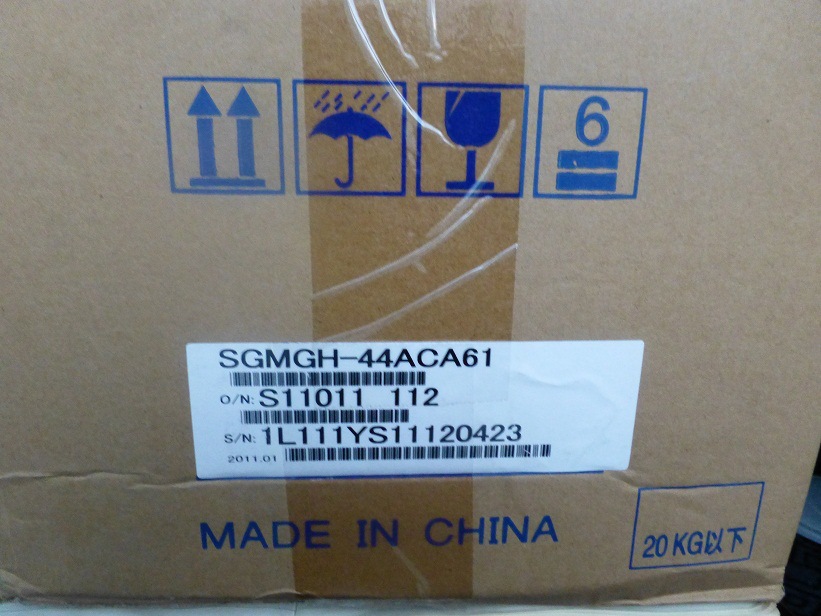 6
SGMGH-44ACA61
O/N: S11011 112
S/N: 1L111YS11120423
2011.01
MADE IN CHINA
20 KG以下